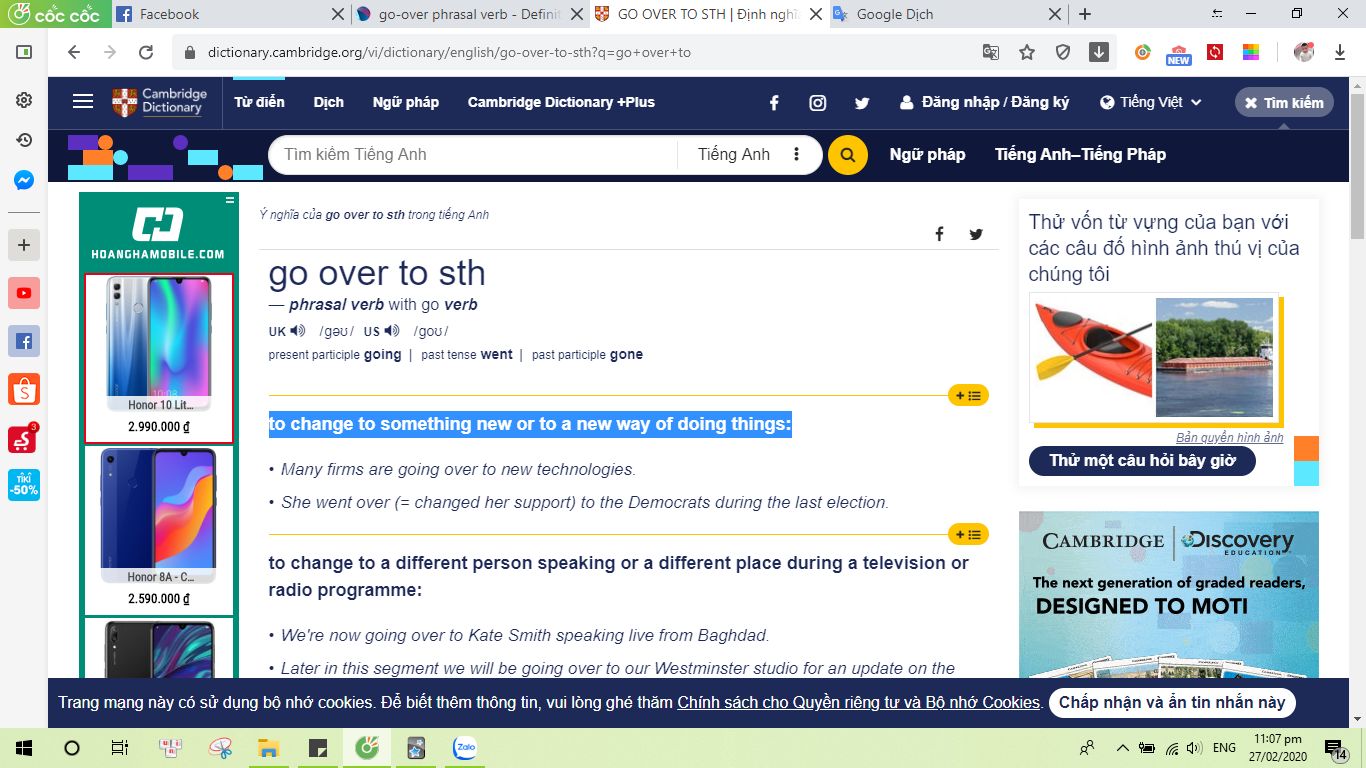 cốc cốc
Facebook
go-over phrasal verb - Definit
GO OVER TO STH | Định nghĩ
Google Dịch
dictionary.cambridge.org/vi/dictionary/english/go-over-to-sth?q=go+over+to
NEW
Cambridge
Dictionary
Từ điển
Dịch
Ngữ pháp
Cambridge Dictionary +Plus
Đăng nhập / Đăng ký
Tiếng Việt
Tìm kiếm
Tìm kiếm Tiếng Anh
Tiếng Anh
Ngữ pháp
Tiếng Anh–Tiếng Pháp
3
TIKI
-50%
HOANGHAMOBILE.COM
10:08
Honor 10 Lit...
2.990.000 ₫
Honor 8A - C...
2.590.000 ₫
Ý nghĩa của go over to sth trong tiếng Anh
go over to sth
— phrasal verb with go verb
UK /ɡəʊ/ US /ɡoʊ/
present participle going | past tense went | past participle gone
to change to something new or to a new way of doing things:
• Many firms are going over to new technologies.
• She went over (= changed her support) to the Democrats during the last election.
to change to a different person speaking or a different place during a television or
radio programme:
• We're now going over to Kate Smith speaking live from Baghdad.
• Later in this segment we will be going over to our Westminster studio for an update on the
Thử vốn từ vựng của bạn với
các câu đố hình ảnh thú vị của
chúng tôi
Bản quyền hình ảnh
Thử một câu hỏi bây giờ
CAMBRIDGE | Discovery
EDUCATION
The next generation of graded readers,
DESIGNED TO MOTI
Trang mạng này có sử dụng bộ nhớ cookies. Để biết thêm thông tin, vui lòng ghé thăm Chính sách cho Quyền riêng tư và Bộ nhớ Cookies.
Chấp nhận và ẩn tin nhắn này
Zalo
ENG
11:07 pm
27/02/2020
14